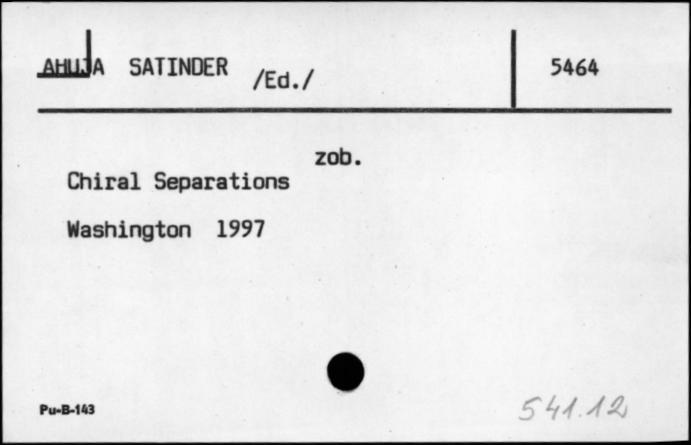 AHUJA SATINDER /Ed./ 5464
zob.
Chiral Separations
Washington 1997
Pu-B-143 541.12